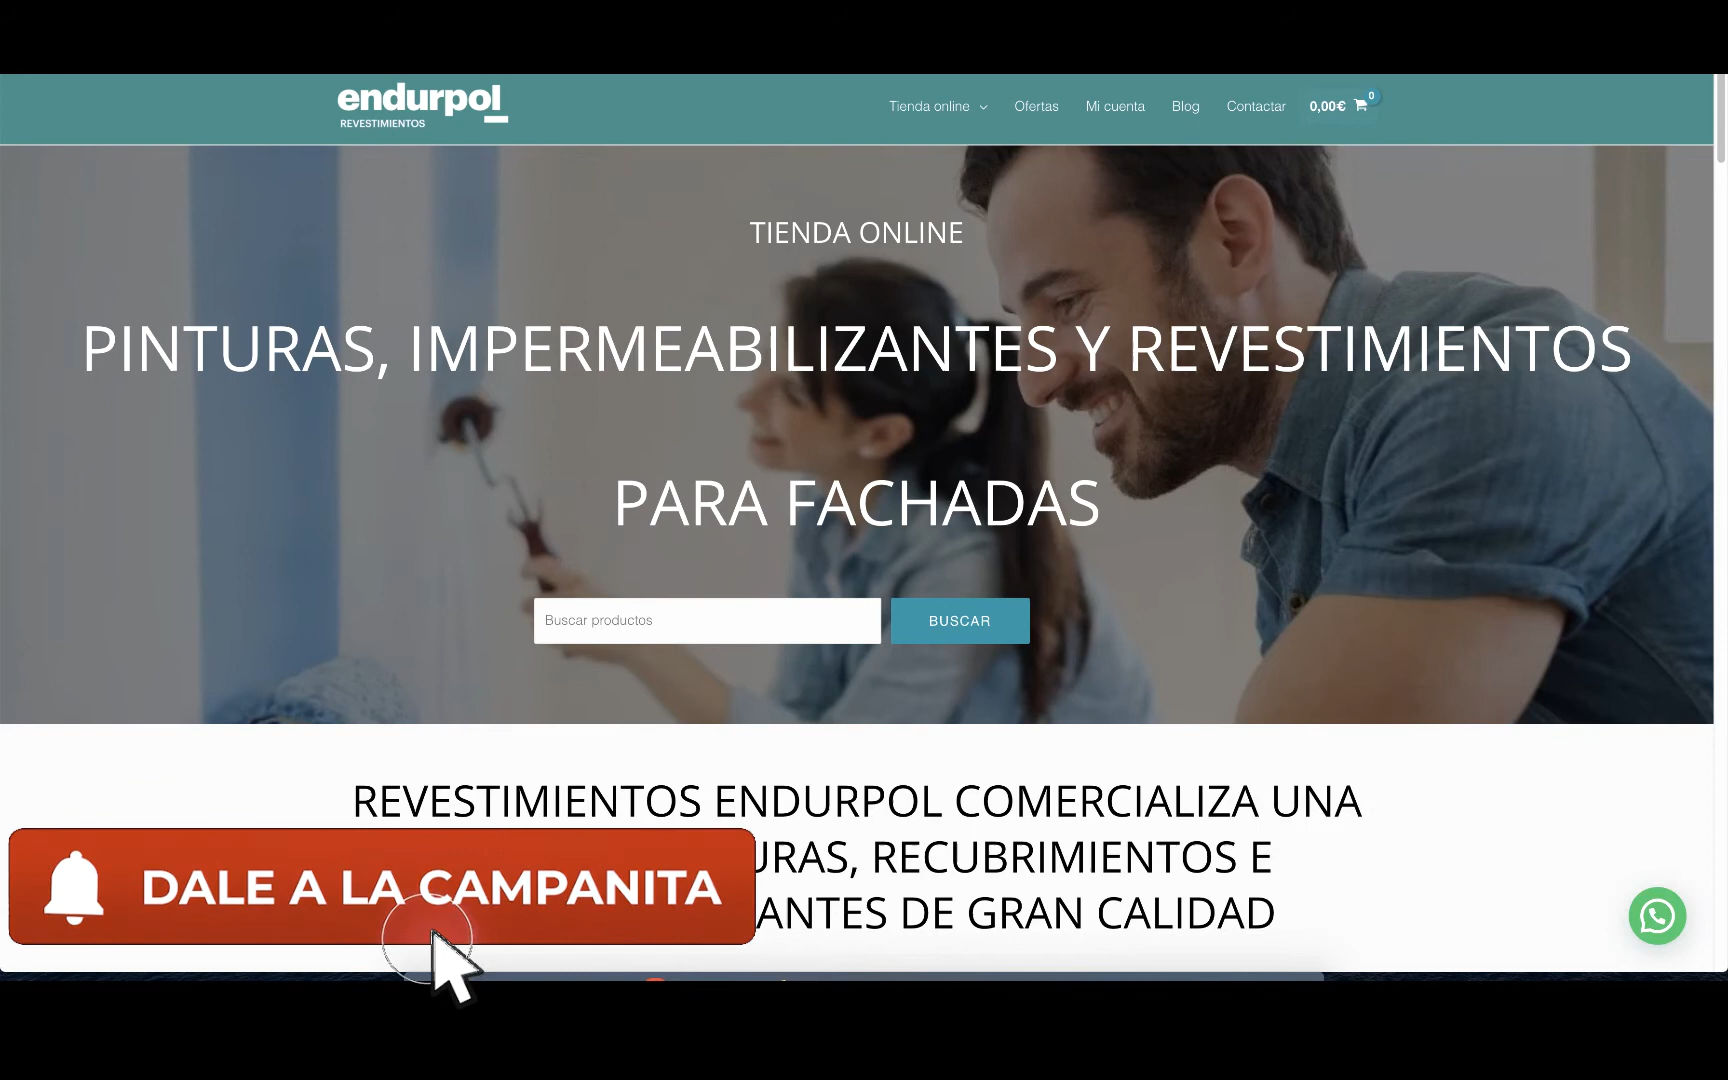 endurpol
REVESTIMIENTOS
Tienda online
Ofertas
Mi cuenta
Blog
Contactar
0,00€
0
TIENDA ONLINE
PINTURAS, IMPERMEABILIZANTES Y REVESTIMIENTOS
PARA FACHADAS
Buscar productos
BUSCAR
REVESTIMIENTOS ENDURPOL COMERCIALIZA UNA
URAS, RECUBRIMIENTOS E
ANTES DE GRAN CALIDAD
DALE A LA CAMPANITA